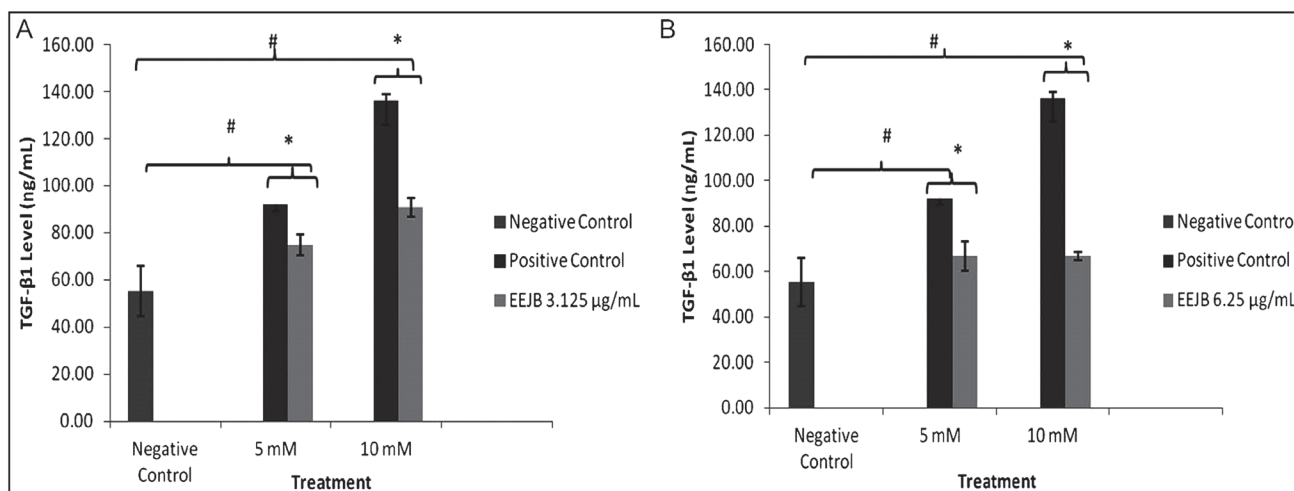 A
160.00
140.00
120.00
100.00
80.00
60.00
40.00
20.00
0.00
TGF-β1 Level (ng/mL)
#
*
#
*
Negative Control
Positive Control
EEJB 3.125 µg/mL
Negative
Control
5 mM
10 mM
Treatment
B
160.00
140.00
120.00
100.00
80.00
60.00
40.00
20.00
0.00
TGF-β1 Level (ng/mL)
#
*
#
*
Negative Contro
Positive Control
EEJB 6.25 µg/mL
Negative
Control
5 mM
10 mM
Treatment